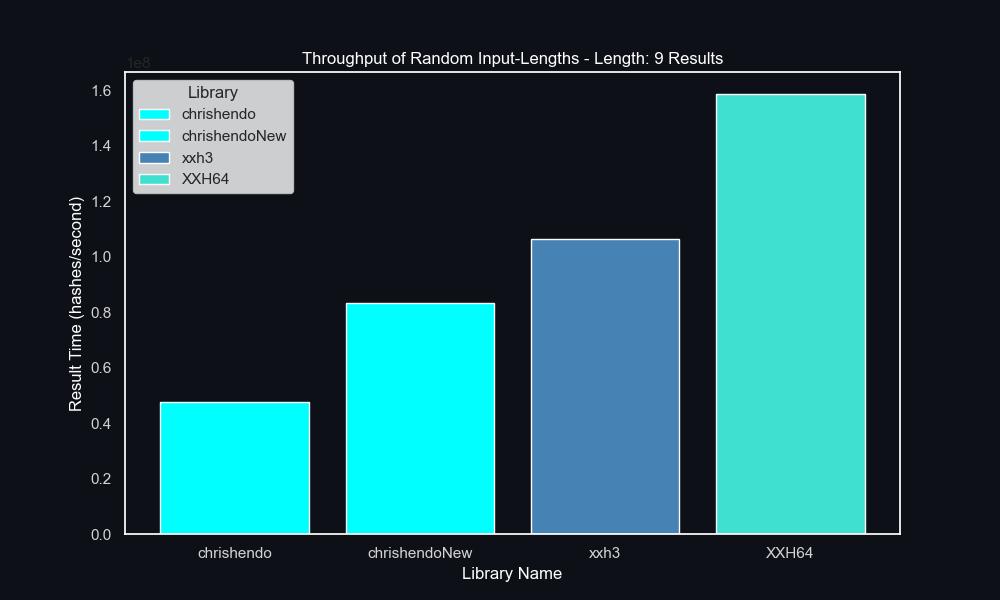 Throughput of Random Input-Lengths - Length: 9 Results
1e8
1.6
1.4
1.2
1.0
0.8
0.6
0.4
0.2
0.0
Result Time (hashes/second)
Library
chrishendo
chrishendoNew
xxh3
XXH64
chrishendo
chrishendoNew
xxh3
XXH64
Library Name